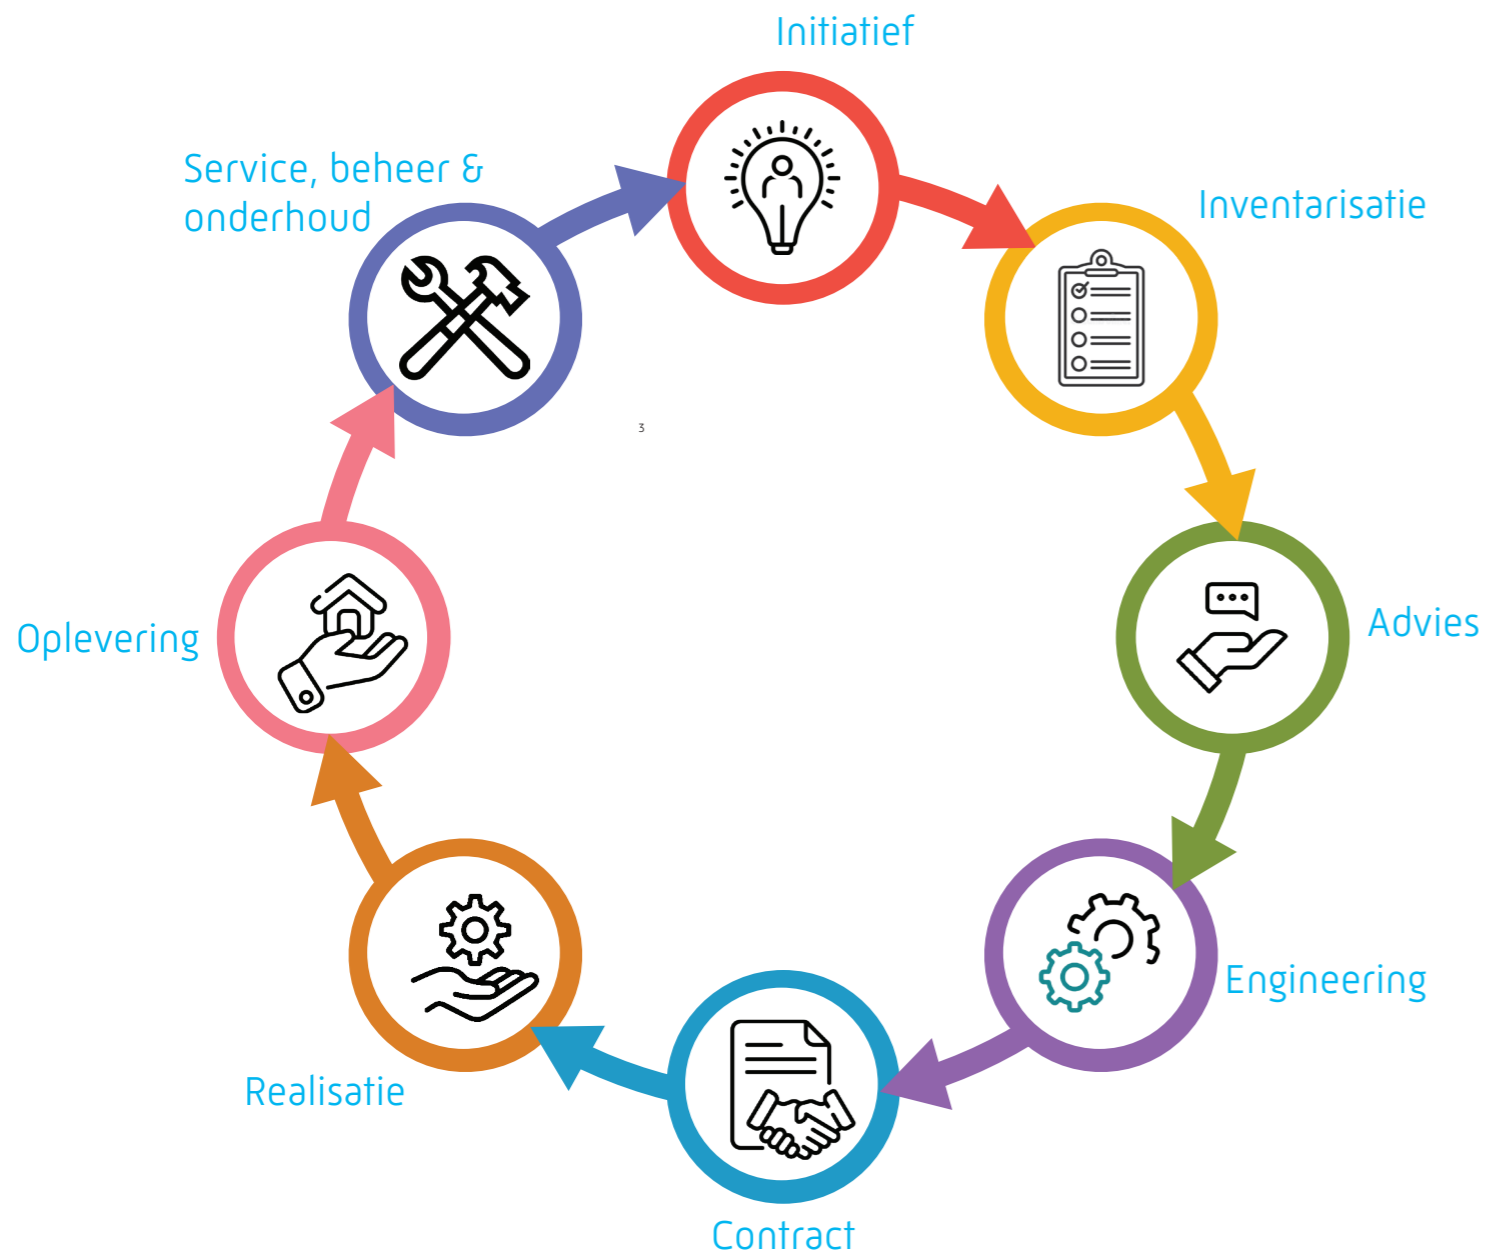 Initiatief
Service, beheer &
onderhoud
Inventarisatie
3
Advies
Oplevering
Engineering
Realisatie
Contract